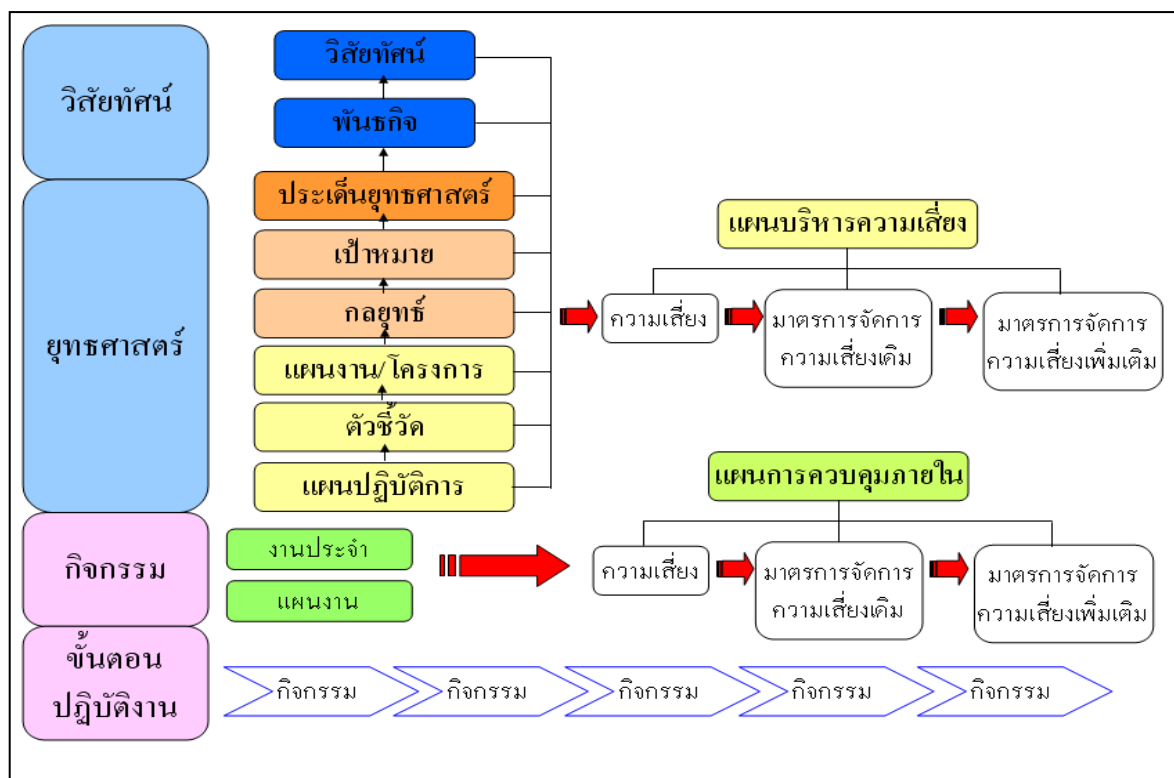 วิสัยทัศน์
วิสัยทัศน์
พันธกิจ
ยุทธศาสตร์
ประเด็นยุทธศาสตร์
เป้าหมาย
กลยุทธ์
แผนงาน/โครงการ
ตัวชี้วัด
แผนปฏิบัติการ
แผนบริหารความเสี่ยง
ความเสี่ยง
มาตรการจัดการ
ความเสี่ยงเดิม
มาตรการจัดการ
ความเสี่ยงเพิ่มเติม
กิจกรรม
งานประจำ
แผนงาน
แผนการควบคุมภายใน
ความเสี่ยง
มาตรการจัดการ
ความเสี่ยงเดิม
มาตรการจัดการ
ความเสี่ยงเพิ่มเติม
ขั้นตอน
ปฏิบัติงาน
กิจกรรม
กิจกรรม
กิจกรรม
กิจกรรม
กิจกรรม